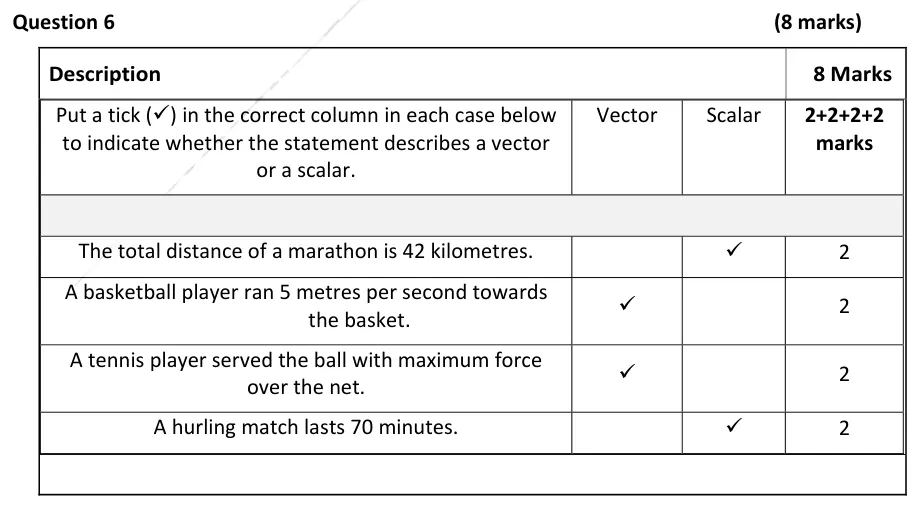 Question 6 (8 marks)
Description 8 Marks
Put a tick (✓) in the correct column in each case below Vector Scalar 2+2+2+2
to indicate whether the statement describes a vector marks
or a scalar.
The total distance of a marathon is 42 kilometres. ✓ 2
A basketball player ran 5 metres per second towards
the basket. ✓ 2
A tennis player served the ball with maximum force
over the net. ✓ 2
A hurling match lasts 70 minutes. ✓ 2